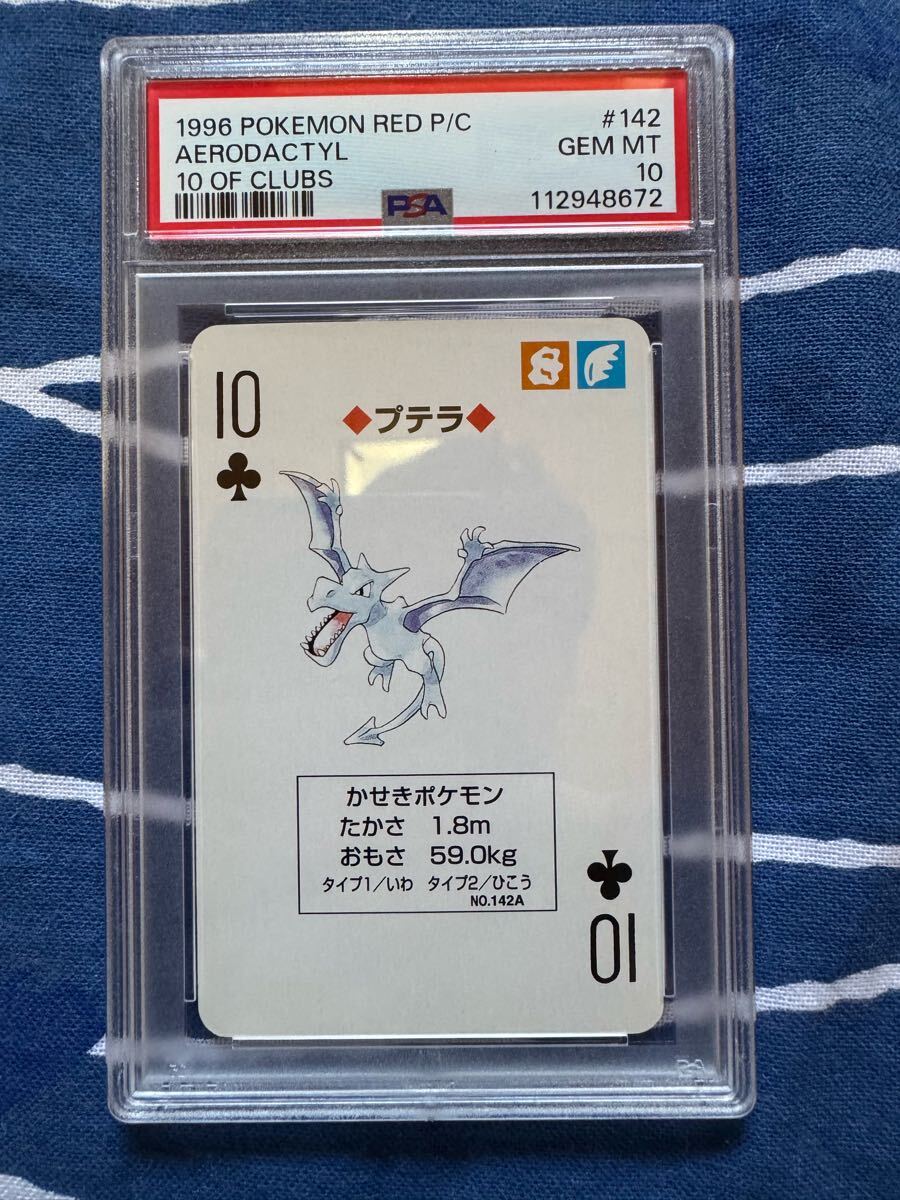 1996 POKEMON RED P/C #142
AERODACTYL GEM MT
10 OF CLUBS 10
PSA 112948672
10
◆プテラ◆
かせきポケモン
たかさ 1.8m
おもさ 59.0kg
タイプ1/いわ タイプ2/ひこう
NO.142A
10